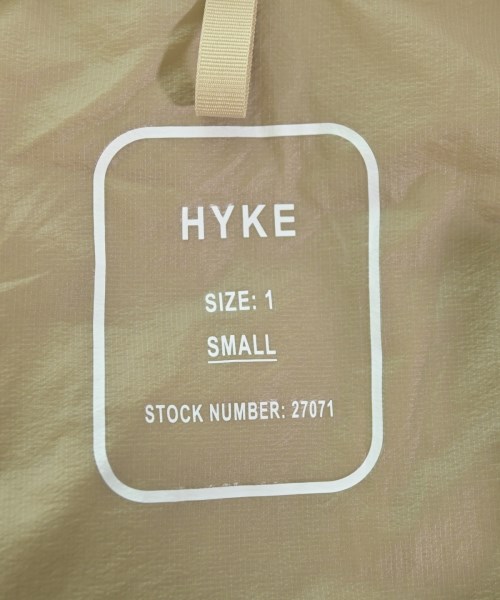 HYKE
SIZE: 1
SMALL
STOCK NUMBER: 27071